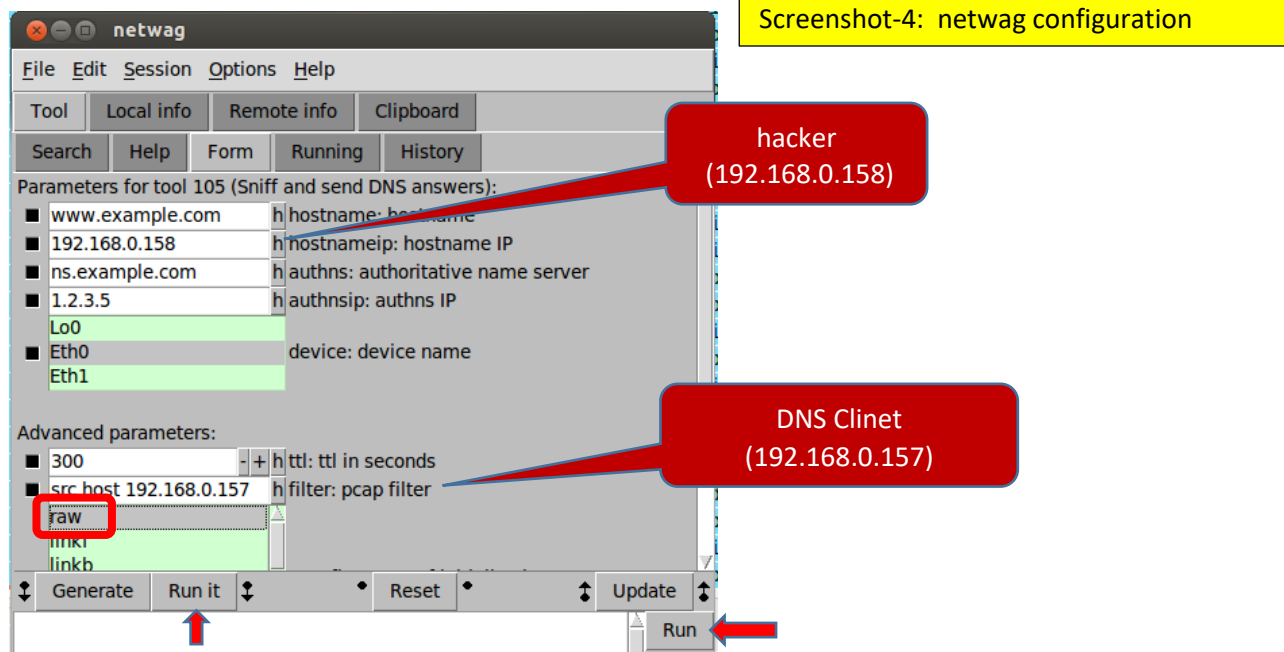 Screenshot-4: netwag configuration
netwag
File Edit Session Options Help
Tool Local info Remote info Clipboard
Search Help Form Running History
hacker
(192.168.0.158)
Parameters for tool 105 (Sniff and send DNS answers):
www.example.com h hostname: hostname
192.168.0.158 h hostnameip: hostname IP
ns.example.com h authns: authoritative name server
1.2.3.5 h authnsip: authns IP
Lo0
Eth0 device: device name
Eth1
DNS Clinet
(192.168.0.157)
Advanced parameters:
300 - + h ttl: ttl in seconds
src host 192.168.0.157 h filter: pcap filter
raw
linkf
linkb
Generate Run it Reset Update
Run